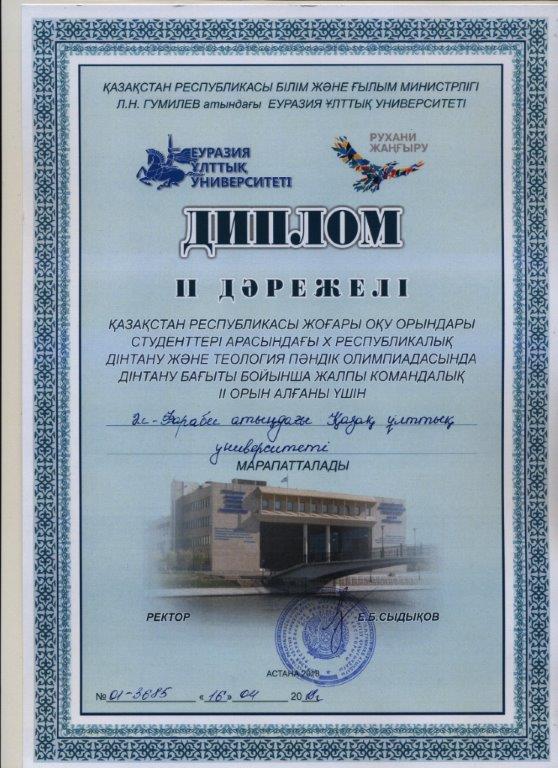 ҚАЗАҚСТАН РЕСПУБЛИКАСЫ БІЛІМ ЖӘНЕ ҒЫЛЫМ МИНИСТРЛІГІ
Л.Н. ГУМИЛЕВ атындағы ЕУРАЗИЯ ҰЛТТЫҚ УНИВЕРСИТЕТІ
ЕУРАЗИЯ
ҰЛТТЫҚ
УНИВЕРСИТЕТІ
РУХАНИ
ЖАҢҒЫРУ
ДИПЛОМ
II ДӘРЕЖЕЛІ
ҚАЗАҚСТАН РЕСПУБЛИКАСЫ ЖОҒАРЫ ОҚУ ОРЫНДАРЫ
СТУДЕНТТЕРІ АРАСЫНДАҒЫ X РЕСПУБЛИКАЛЫҚ
ДІНТАНУ ЖӘНЕ ТЕОЛОГИЯ ПӘНДІК ОЛИМПИАДАСЫНДА
ДІНТАНУ БАҒЫТЫ БОЙЫНША ЖАЛПЫ КОМАНДАЛЫҚ
II ОРЫН АЛҒАНЫ ҮШІН
Әл-Фараби атындағы Қазақ ұлттық
университеті
МАРАПАТТАЛАДЫ
РЕКТОР Е.Б.СЫДЫҚОВ
АСТАНА
№ 01-3685 «16» 04